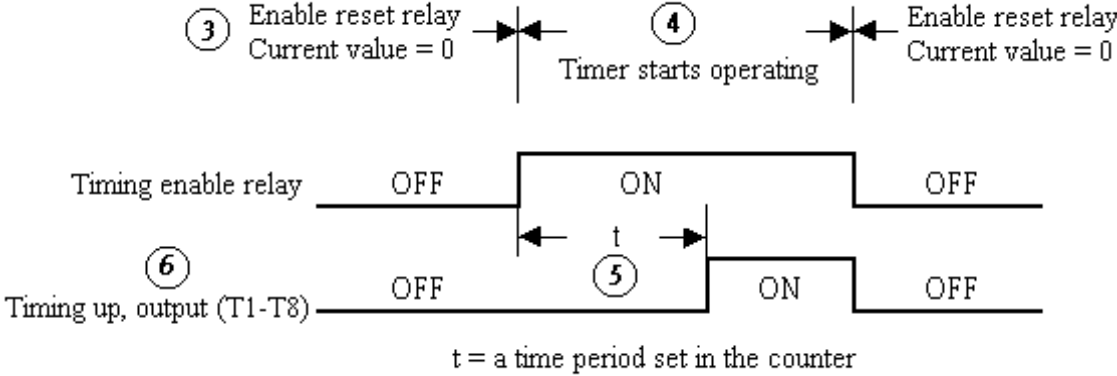 3 Enable reset relay
Current value = 0
4
Timer starts operating
Enable reset relay
Current value = 0
Timing enable relay OFF ON OFF
t
5
6
Timing up, output (T1-T8) OFF ON OFF
t = a time period set in the counter